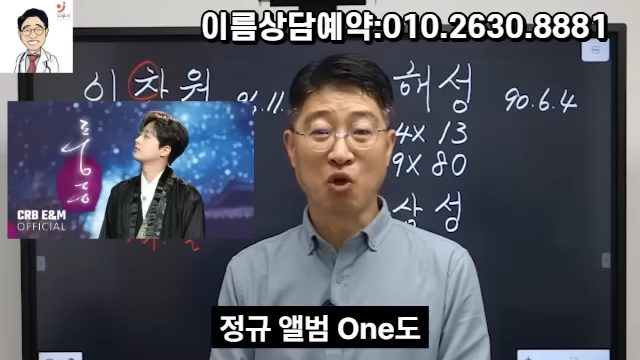 이름상담예약:010.2630.8881
이찬원
해성
90.6.4
4X 13
9X 80
삼성
CRB E&M
OFFICIAL
정규 앨범 One도